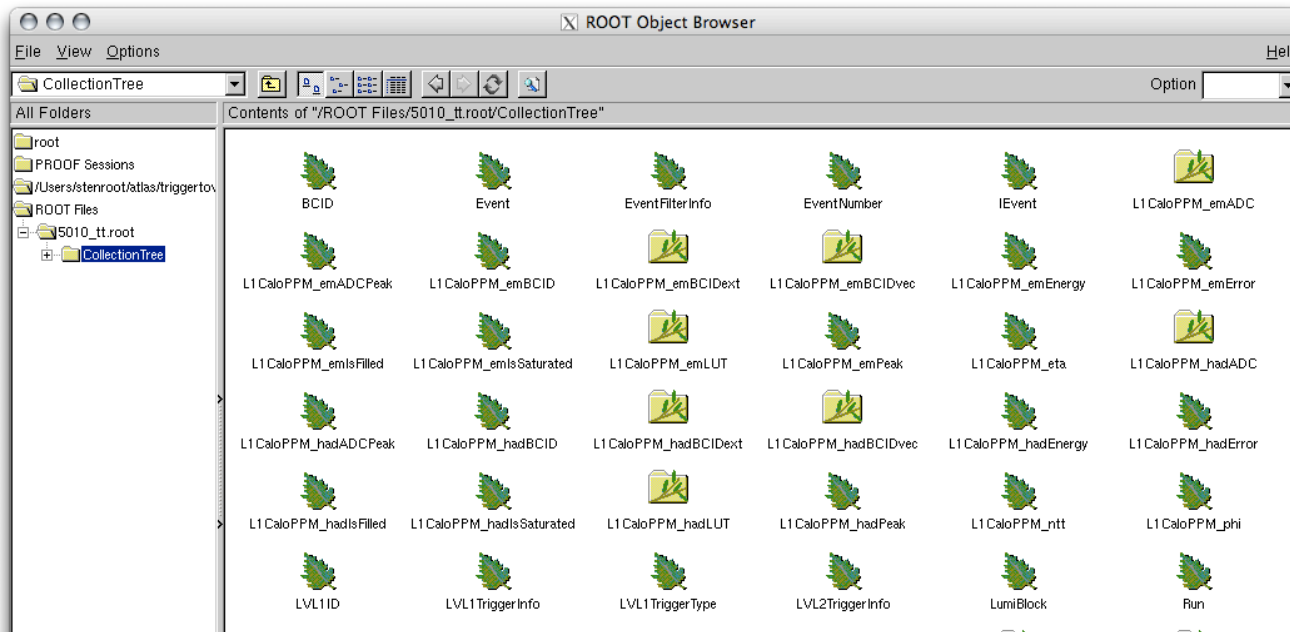 ROOT Object Browser
File View Options
CollectionTree
Option
All Folders
Contents of "/ROOT Files/5010_tt.root/CollectionTree"
root
PROOF Sessions
/Users/stenroot/atlas/triggertov
ROOT Files
5010_tt.root
CollectionTree
BCID Event EventFilterInfo EventNumber IEvent L1CaloPPM_emADC
L1CaloPPM_emADCPeak L1CaloPPM_emBCID L1CaloPPM_emBCIDext L1CaloPPM_emBCIDvec L1CaloPPM_emEnergy L1CaloPPM_emError
L1CaloPPM_emIsFilled L1CaloPPM_emIsSaturated L1CaloPPM_emLUT L1CaloPPM_emPeak L1CaloPPM_eta L1CaloPPM_hadADC
L1CaloPPM_hadADCPeak L1CaloPPM_hadBCID L1CaloPPM_hadBCIDext L1CaloPPM_hadBCIDvec L1CaloPPM_hadEnergy L1CaloPPM_hadError
L1CaloPPM_hadIsFilled L1CaloPPM_hadIsSaturated L1CaloPPM_hadLUT L1CaloPPM_hadPeak L1CaloPPM_ntt L1CaloPPM_phi
LVL1ID LVL1TriggerInfo LVL1TriggerType LVL2TriggerInfo LumiBlock Run